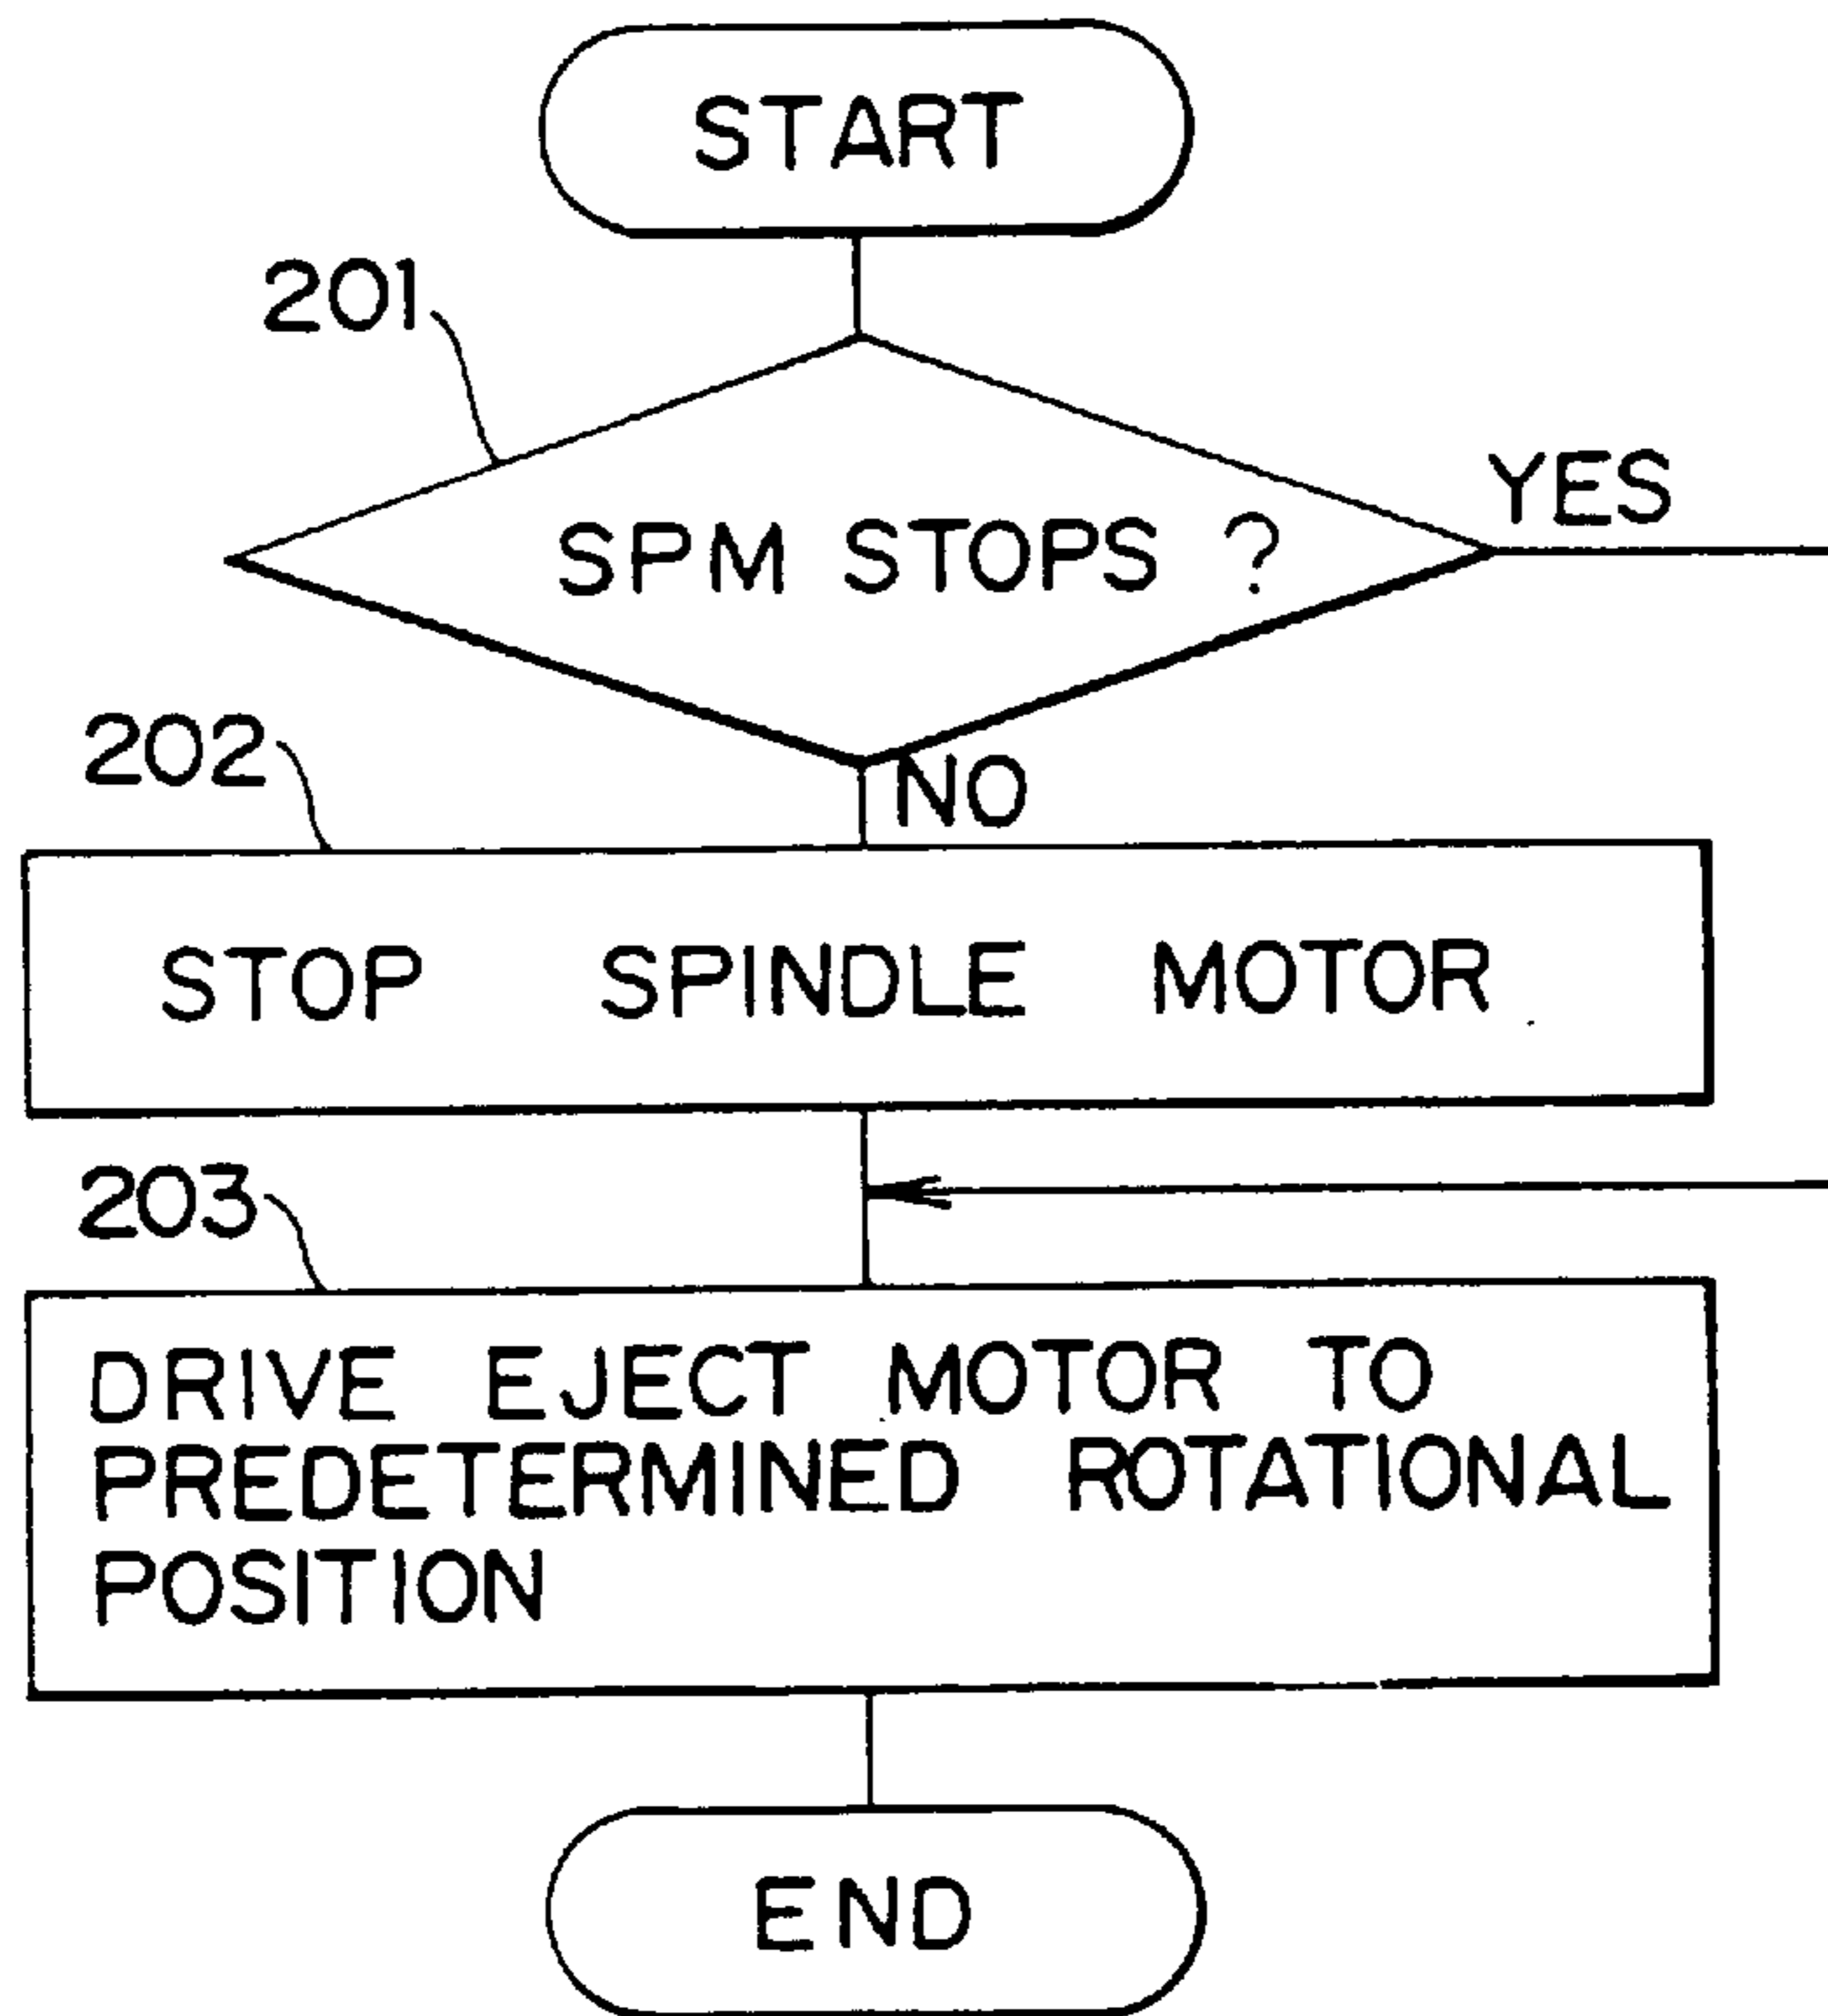 START
201
SPM STOPS ?
YES
202
NO
STOP SPINDLE MOTOR
203
DRIVE EJECT MOTOR TO
PREDETERMINED ROTATIONAL
POSITION
END